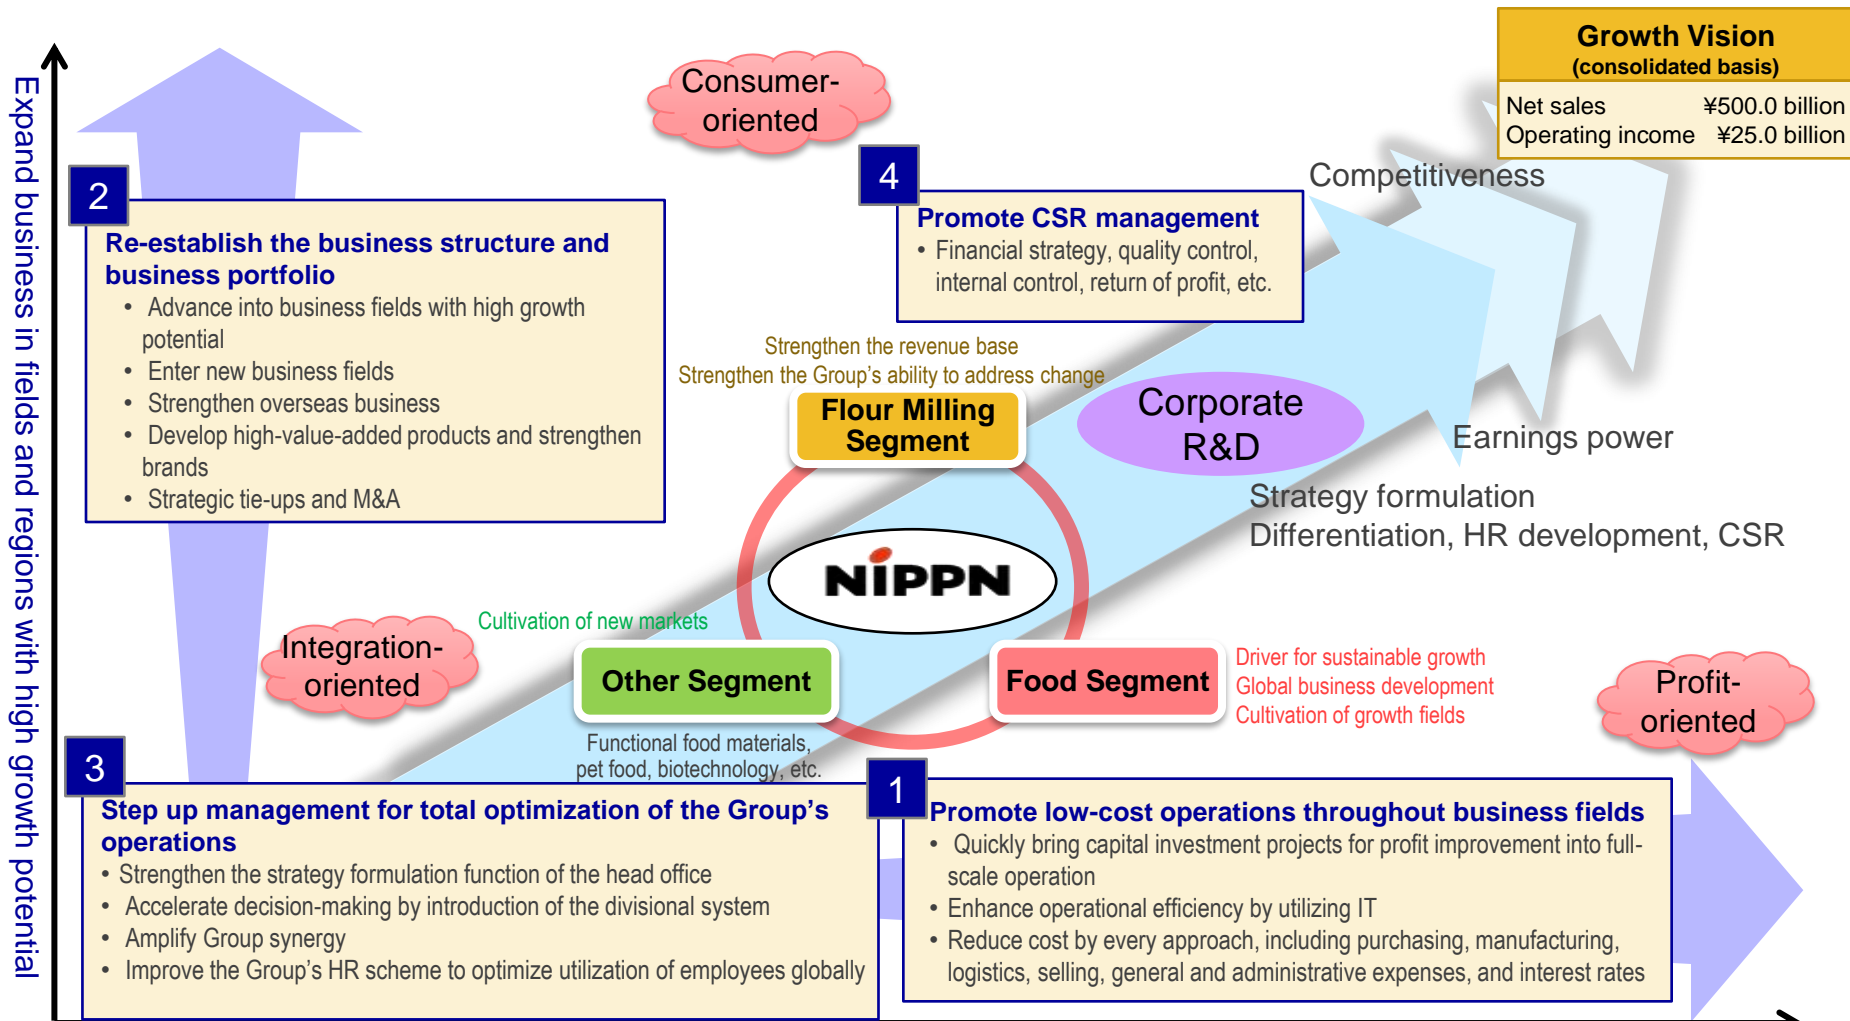 Growth Vision
(consolidated basis)
Net sales ¥500.0 billion
Operating income ¥25.0 billion
Expand business in fields and regions with high growth potential
Consumer-
oriented
Competitiveness
2
Re-establish the business structure and
business portfolio
• Advance into business fields with high growth
potential
• Enter new business fields
• Strengthen overseas business
• Develop high-value-added products and strengthen
brands
• Strategic tie-ups and M&A
4
Promote CSR management
• Financial strategy, quality control,
internal control, return of profit, etc.
Strengthen the revenue base
Strengthen the Group's ability to address change
Flour Milling
Segment
Corporate
R&D
Earnings power
Strategy formulation
Differentiation, HR development, CSR
NIPPN
Cultivation of new markets
Integration-
oriented
Other Segment
Functional food materials,
pet food, biotechnology, etc.
Food Segment
Driver for sustainable growth
Global business development
Cultivation of growth fields
Profit-
oriented
3
Step up management for total optimization of the Group's
operations
• Strengthen the strategy formulation function of the head office
• Accelerate decision-making by introduction of the divisional system
• Amplify Group synergy
• Improve the Group's HR scheme to optimize utilization of employees globally
1
Promote low-cost operations throughout business fields
• Quickly bring capital investment projects for profit improvement into full-
scale operation
• Enhance operational efficiency by utilizing IT
• Reduce cost by every approach, including purchasing, manufacturing,
logistics, selling, general and administrative expenses, and interest rates